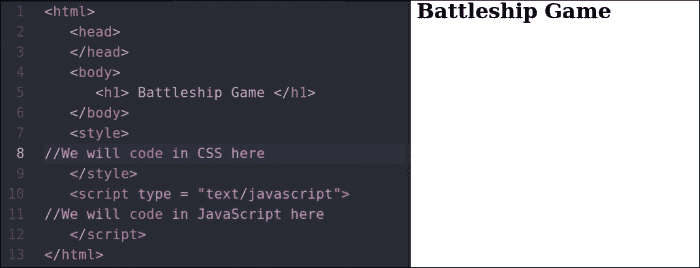 1 <html>
2 <head>
3 </head>
4 <body>
5 <h1> Battleship Game </h1>
6 </body>
7 <style>
8 //We will code in CSS here
9 </style>
10 <script type = "text/javascript">
11 //We will code in JavaScript here
12 </script>
13 </html>
Battleship Game